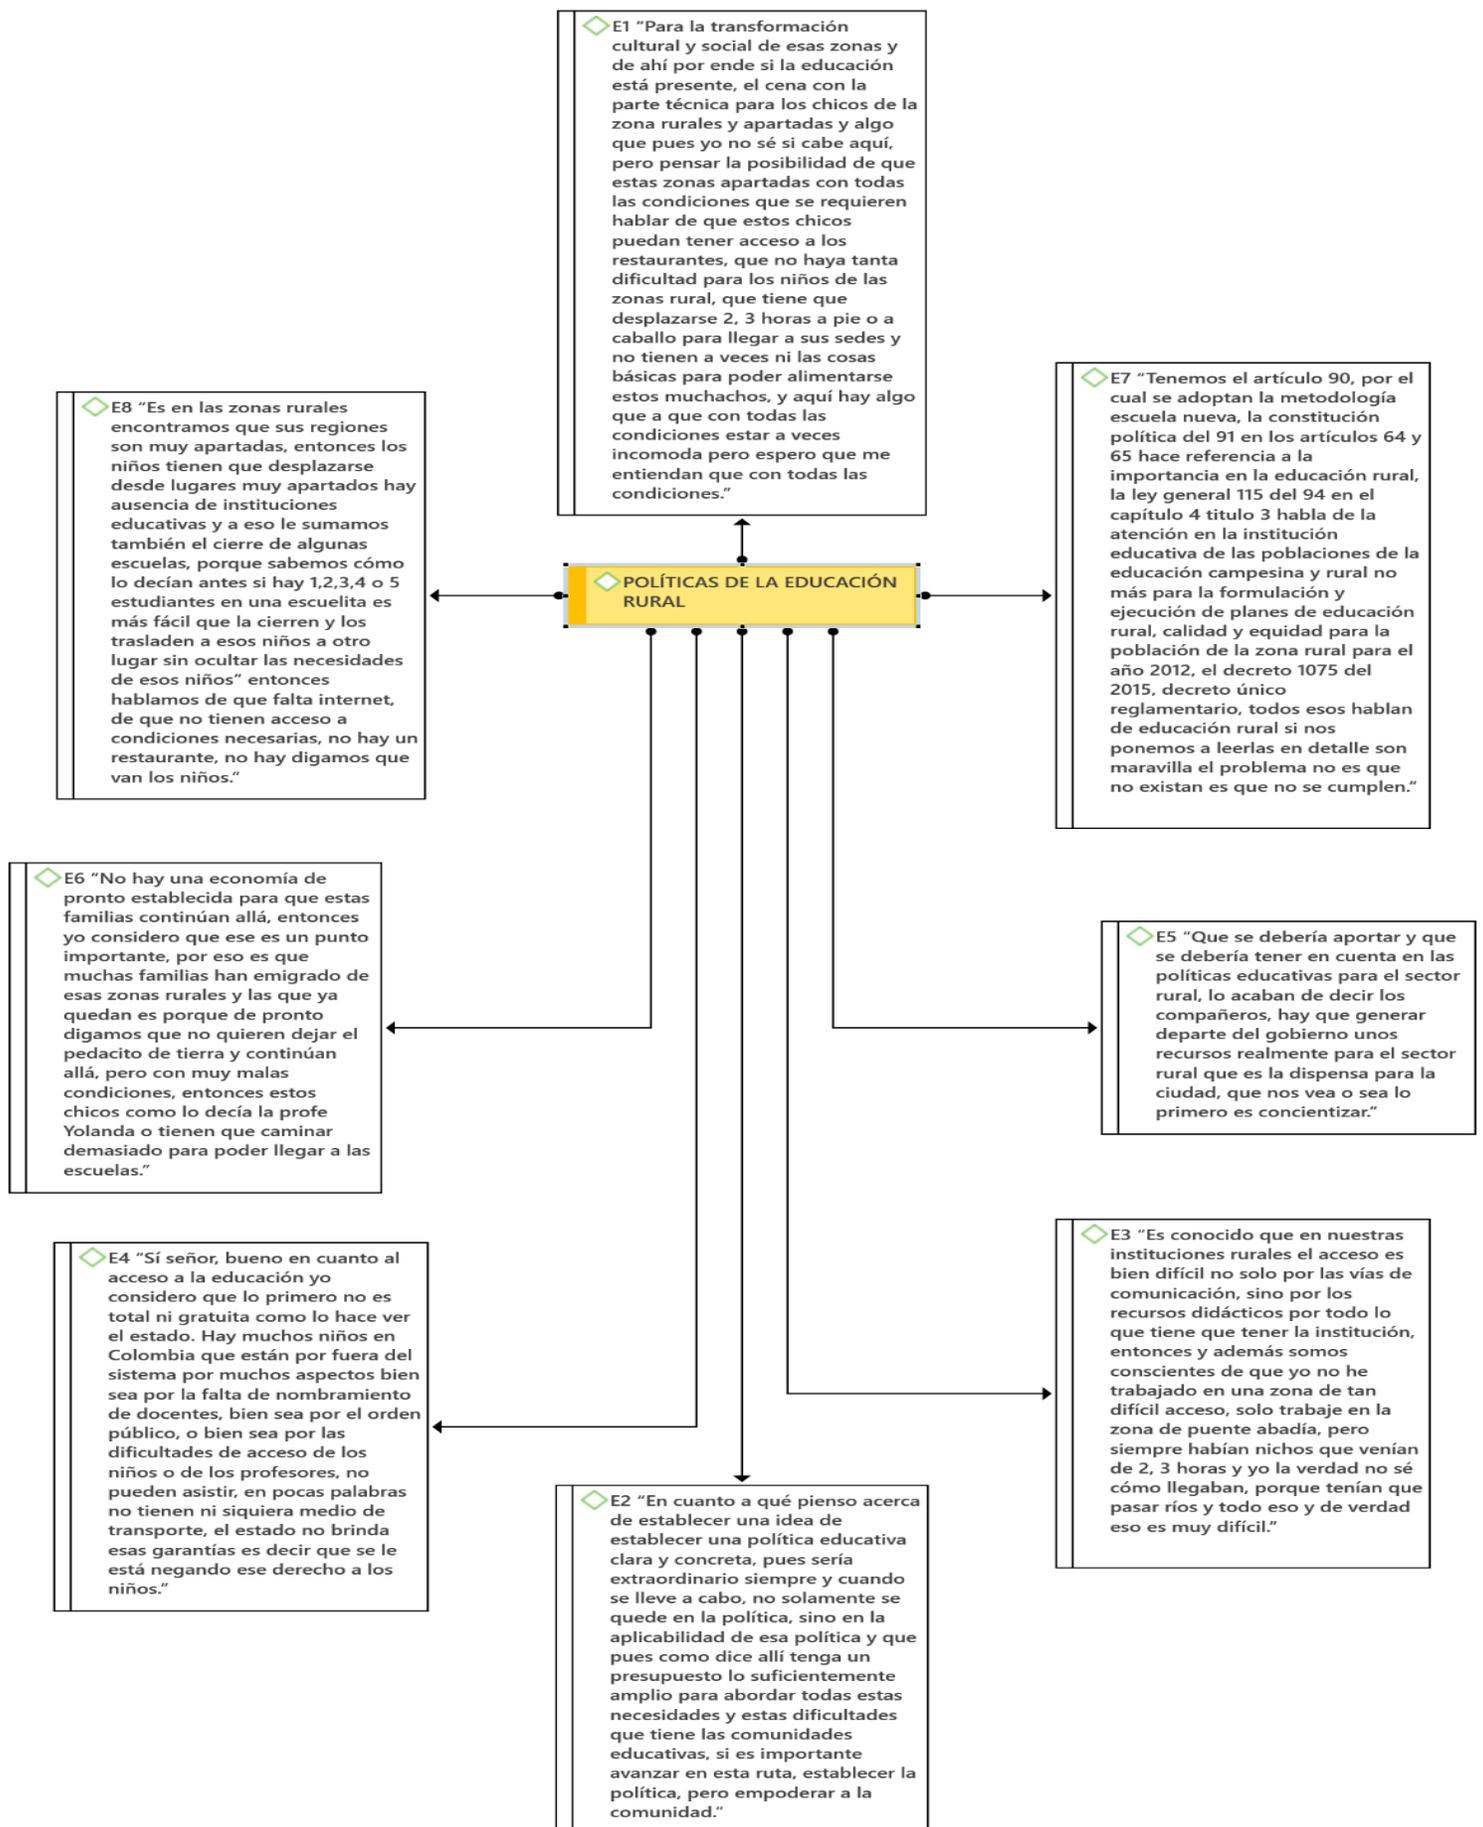 E1 “Para la transformación
cultural y social de esas zonas y
de ahí por ende si la educación
está presente, el cena con la
parte técnica para los chicos de la
zona rurales y apartadas y algo
que pues yo no sé si cabe aquí,
pero pensar la posibilidad de que
estas zonas apartadas con todas
las condiciones que se requieren
hablar de que estos chicos
puedan tener acceso a los
restaurantes, que no haya tanta
dificultad para los niños de las
zonas rural, que tiene que
desplazarse 2, 3 horas a pie o a
caballo para llegar a sus sedes y
no tienen a veces ni las cosas
básicas para poder alimentarse
estos muchachos, y aquí hay algo
que a que con todas las
condiciones estar a veces
incomoda pero espero que me
entiendan que con todas las
condiciones.”
E8 “Es en las zonas rurales
encontramos que sus regiones
son muy apartadas, entonces los
niños tienen que desplazarse
desde lugares muy apartados hay
ausencia de instituciones
educativas y a eso le sumamos
también el cierre de algunas
escuelas, porque sabemos cómo
lo decían antes si hay 1,2,3,4 o 5
estudiantes en una escuelita es
más fácil que la cierren y los
trasladen a esos niños a otro
lugar sin ocultar las necesidades
de esos niños” entonces
hablamos de que falta internet,
de que no tienen acceso a
condiciones necesarias, no hay un
restaurante, no hay digamos que
van los niños.”
POLÍTICAS DE LA EDUCACIÓN
RURAL
E7 “Tenemos el artículo 90, por el
cual se adoptan la metodología
escuela nueva, la constitución
política del 91 en los artículos 64 y
65 hace referencia a la
importancia en la educación rural,
la ley general 115 del 94 en el
capítulo 4 titulo 3 habla de la
atención en la institución
educativa de las poblaciones de la
educación campesina y rural no
más para la formulación y
ejecución de planes de educación
rural, calidad y equidad para la
población de la zona rural para el
año 2012, el decreto 1075 del
2015, decreto único
reglamentario, todos esos hablan
de educación rural si nos
ponemos a leerlas en detalle son
maravilla el problema no es que
no existan es que no se cumplen.”
E6 “No hay una economía de
pronto establecida para que estas
familias continúan allá, entonces
yo considero que ese es un punto
importante, por eso es que
muchas familias han emigrado de
esas zonas rurales y las que ya
quedan es porque de pronto
digamos que no quieren dejar el
pedacito de tierra y continúan
allá, pero con muy malas
condiciones, entonces estos
chicos como lo decía la profe
Yolanda o tienen que caminar
demasiado para poder llegar a las
escuelas.”
E5 “Que se debería aportar y que
se debería tener en cuenta en las
políticas educativas para el sector
rural, lo acaban de decir los
compañeros, hay que generar
departe del gobierno unos
recursos realmente para el sector
rural que es la dispensa para la
ciudad, que nos vea o sea lo
primero es concientizar.”
E4 “Sí señor, bueno en cuanto al
acceso a la educación yo
considero que lo primero no es
total ni gratuita como lo hace ver
el estado. Hay muchos niños en
Colombia que están por fuera del
sistema por muchos aspectos bien
sea por la falta de nombramiento
de docentes, bien sea por el orden
público, o bien sea por las
dificultades de acceso de los
niños o de los profesores, no
pueden asistir, en pocas palabras
no tienen ni siquiera medio de
transporte, el estado no brinda
esas garantías es decir que se le
está negando ese derecho a los
niños.”
E3 “Es conocido que en nuestras
instituciones rurales el acceso es
bien difícil no solo por las vías de
comunicación, sino por los
recursos didácticos por todo lo
que tiene que tener la institución,
entonces y además somos
conscientes de que yo no he
trabajado en una zona de tan
difícil acceso, solo trabaje en la
zona de puente abadía, pero
siempre habían nichos que venían
de 2, 3 horas y yo la verdad no sé
cómo llegaban, porque tenían que
pasar ríos y todo eso y de verdad
eso es muy difícil.”
E2 “En cuanto a qué pienso acerca
de establecer una idea de
establecer una política educativa
clara y concreta, pues sería
extraordinario siempre y cuando
se lleve a cabo, no solamente se
quede en la política, sino en la
aplicabilidad de esa política y que
pues como dice allí tenga un
presupuesto lo suficientemente
amplio para abordar todas estas
necesidades y estas dificultades
que tiene las comunidades
educativas, si es importante
avanzar en esta ruta, establecer la
política, pero empoderar a la
comunidad.”